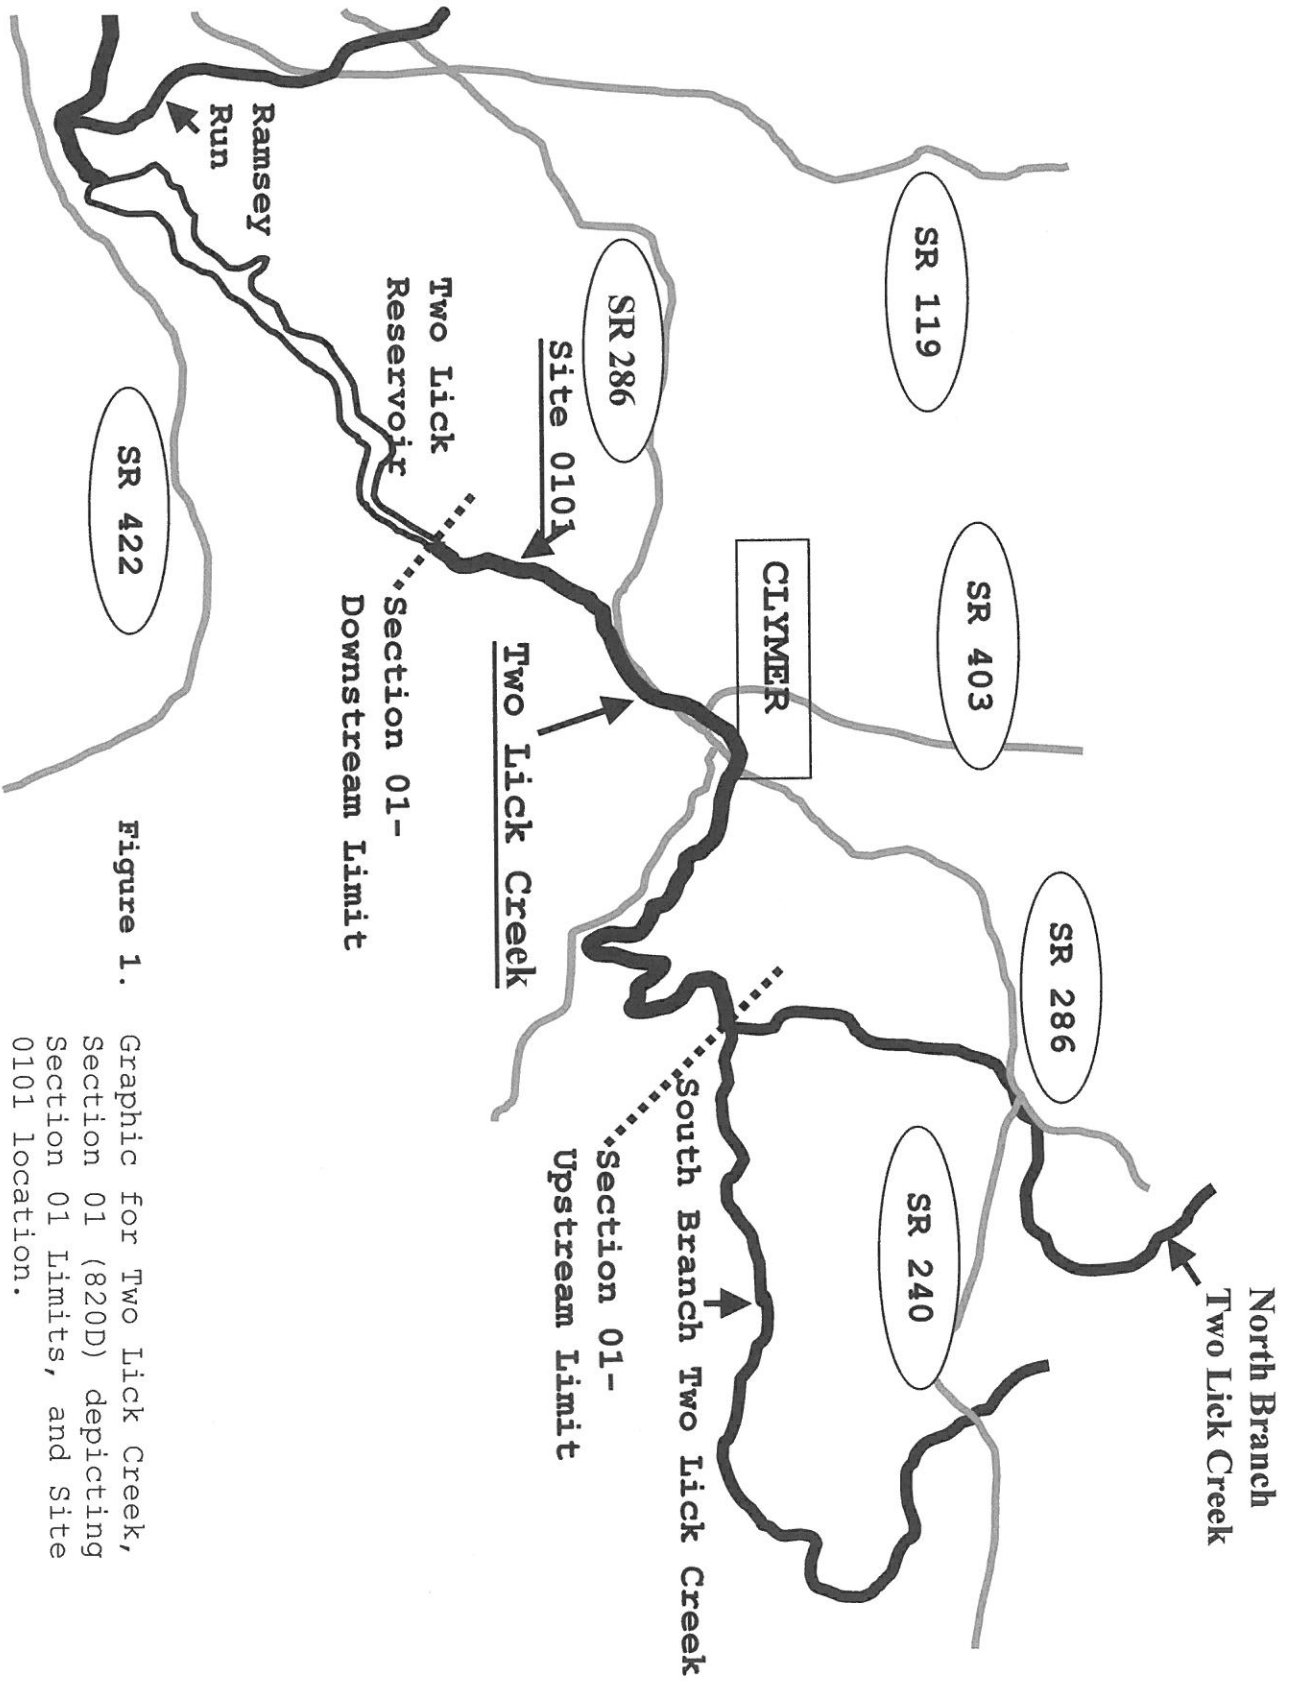 North Branch
Two Lick Creek
SR 286
SR 403
SR 119
SR 240
CLYMER
South Branch Two Lick Creek
SR 286
Section 01-
Upstream Limit
Site 0101
Two Lick Creek
Two Lick
Reservoir
Section 01-
Downstream Limit
Ramsey
Run
SR 422
Figure 1. Graphic for Two Lick Creek,
Section 01 (820D) depicting
Section 01 Limits, and Site
0101 location.